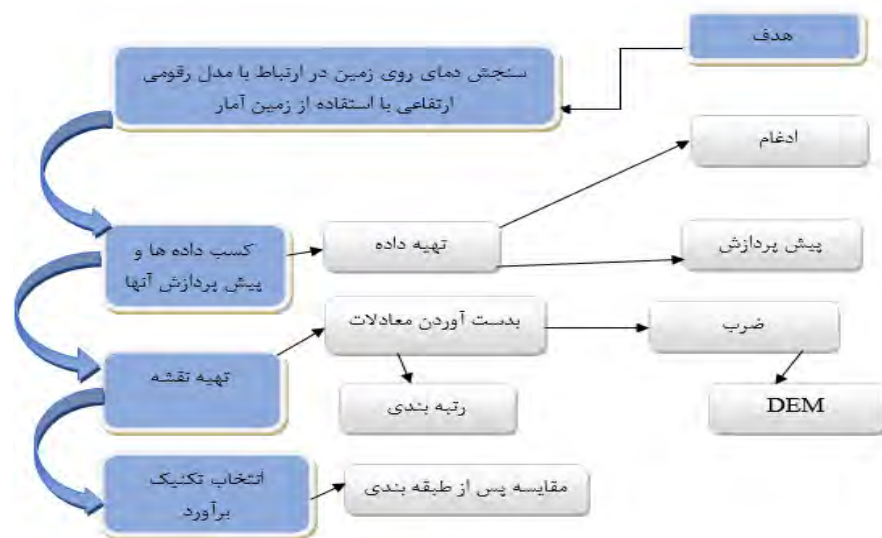 هدف
سنجش دمای روی زمین در ارتباط با مدل رقومی
ارتفاعی با استفاده از زمین آمار
ادغام
کسب داده ها و
پیش پردازش آنها
تهیه داده
پیش پردازش
تهیه نقشه
بدست آوردن معادلات
ضرب
رتبه بندی
DEM
انتخاب تکنیک
برآورد
مقایسه پس از طبقه بندی